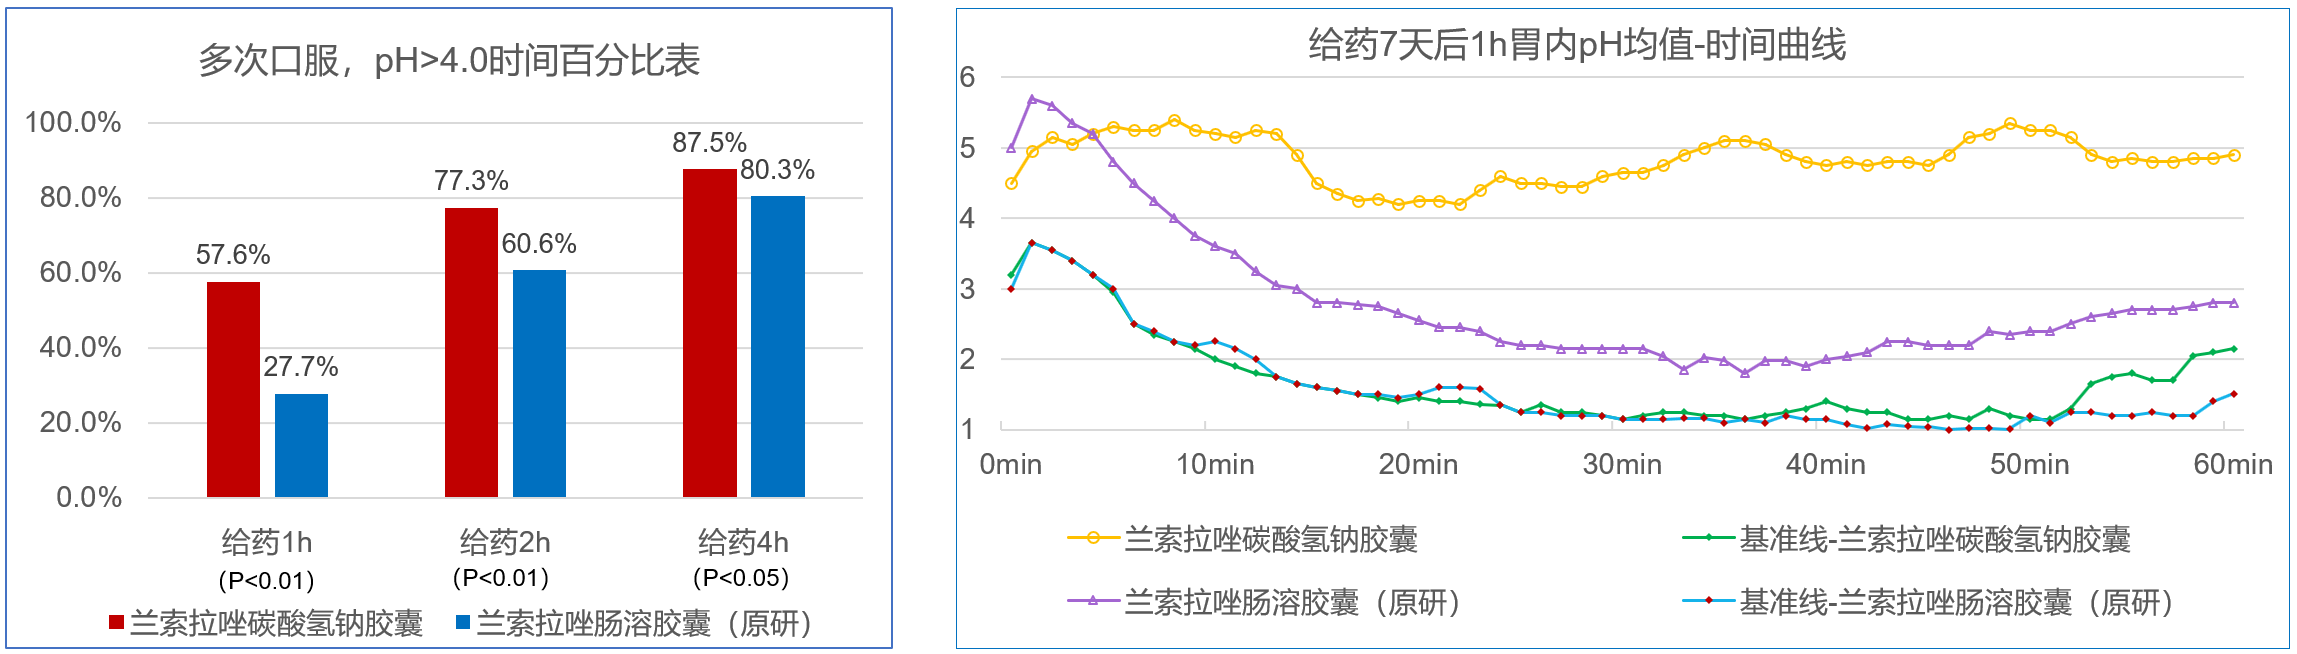 多次口服，pH>4.0时间百分比表
100.0%
80.0%
60.0%
40.0%
20.0%
0.0%
57.6%
27.7%
77.3%
60.6%
87.5%
80.3%
给药1h
给药2h
给药4h
（P<0.01）
（P<0.01）
（P<0.05）
兰索拉唑碳酸氢钠胶囊
兰索拉唑肠溶胶囊（原研）
给药7天后1h胃内pH均值-时间曲线
6
5
4
3
2
1
0min
10min
20min
30min
40min
50min
60min
兰索拉唑碳酸氢钠胶囊
基准线-兰索拉唑碳酸氢钠胶囊
兰索拉唑肠溶胶囊（原研）
基准线-兰索拉唑肠溶胶囊（原研）